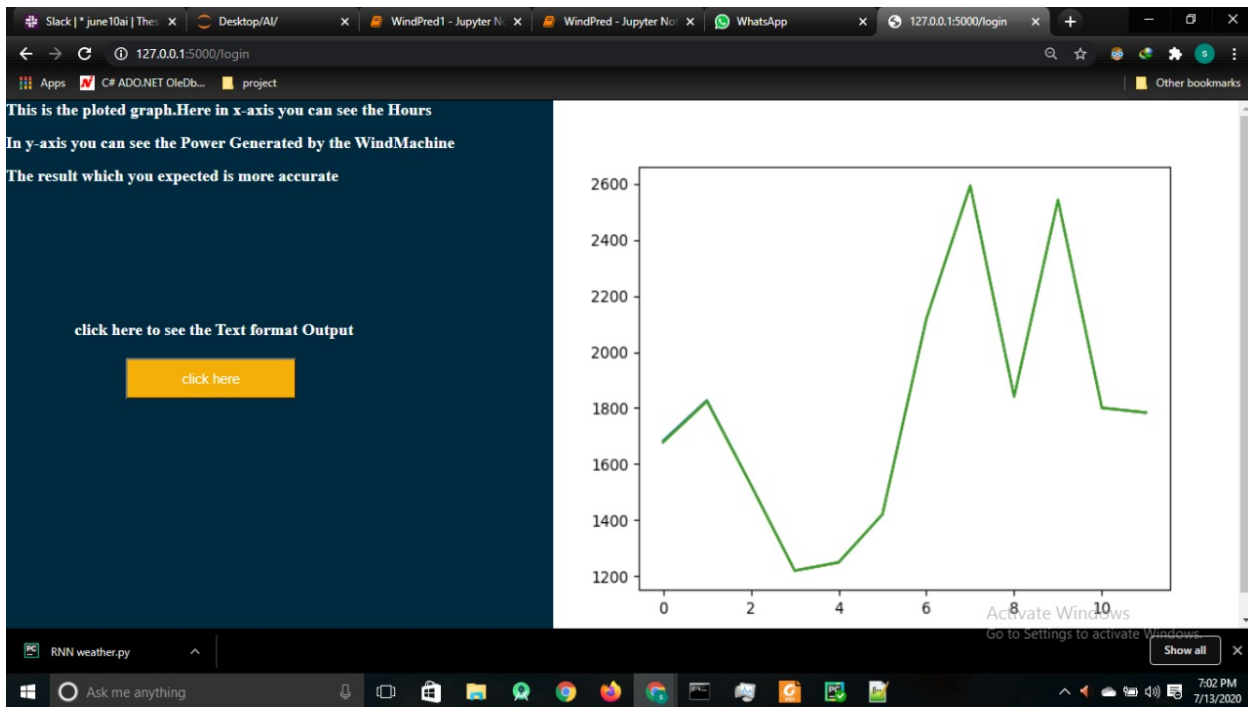 Slack | * june10ai | Thes
Desktop/AI/
WindPred1 - Jupyter N
WindPred - Jupyter Not
WhatsApp
127.0.0.1:5000/login
127.0.0.1:5000/login
Apps
C# ADO.NET OleDb...
project
Other bookmarks
This is the ploted graph.Here in x-axis you can see the Hours
In y-axis you can see the Power Generated by the WindMachine
The result which you expected is more accurate
click here to see the Text format Output
click here
2600
2400
2200
2000
1800
1600
1400
1200
0 2 4 6 8 10
Activate Windows
Go to Settings to activate Windows.
RNN weather.py
Show all
Ask me anything
7:02 PM
7/13/2020